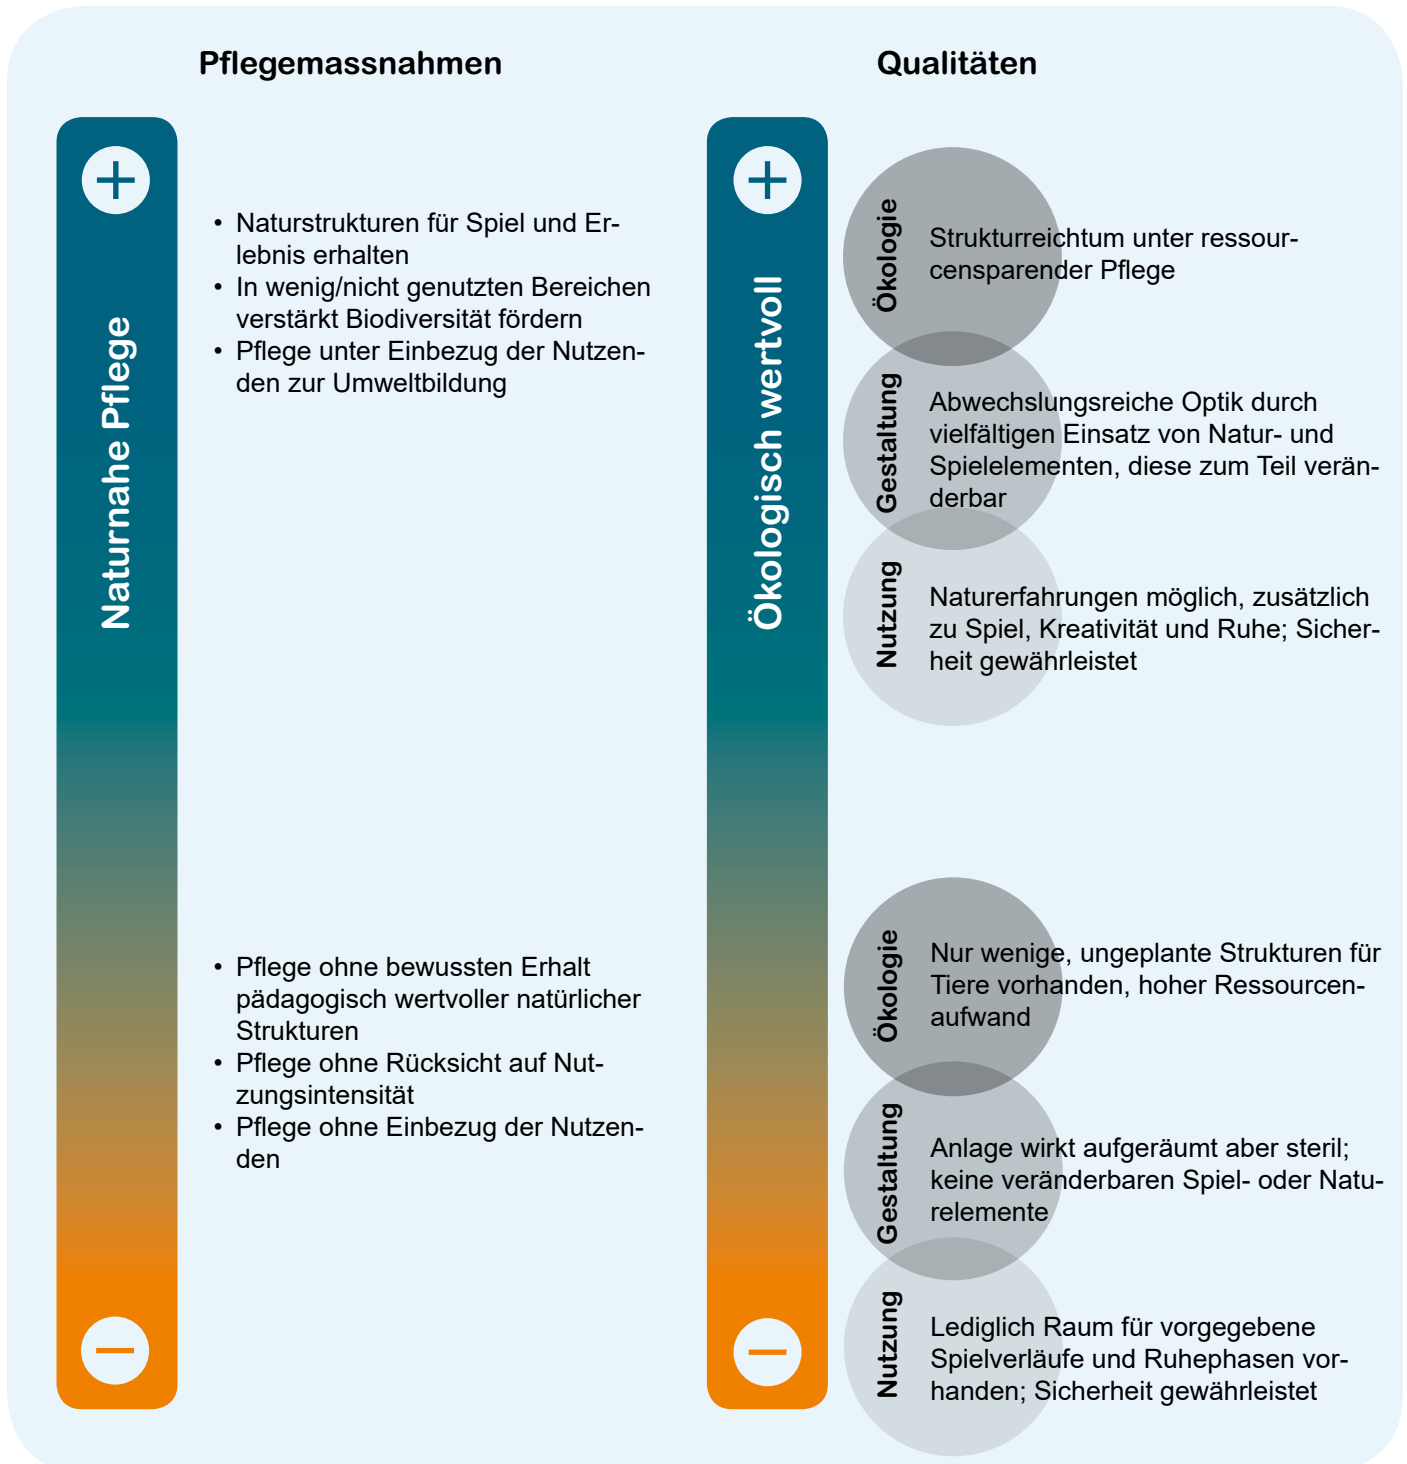 Pflegemassnahmen
Naturnahe Pflege
• Naturstrukturen für Spiel und Er-
lebnis erhalten
• In wenig/nicht genutzten Bereichen
verstärkt Biodiversität fördern
• Pflege unter Einbezug der Nutzen-
den zur Umweltbildung
• Pflege ohne bewussten Erhalt
pädagogisch wertvoller natürlicher
Strukturen
• Pflege ohne Rücksicht auf Nut-
zungsintensität
• Pflege ohne Einbezug der Nutzen-
den
Qualitäten
Ökologisch wertvoll
Ökologie
Strukturreichtum unter ressour-
censparender Pflege
Gestaltung
Abwechslungsreiche Optik durch
vielfältigen Einsatz von Natur- und
Spielelementen, diese zum Teil verän-
derbar
Nutzung
Naturerfahrungen möglich, zusätzlich
zu Spiel, Kreativität und Ruhe; Sicher-
heit gewährleistet
Ökologie
Nur wenige, ungeplante Strukturen für
Tiere vorhanden, hoher Ressourcen-
aufwand
Gestaltung
Anlage wirkt aufgeräumt aber steril;
keine veränderbaren Spiel- oder Natu-
relemente
Nutzung
Lediglich Raum für vorgegebene
Spielverläufe und Ruhephasen vor-
handen; Sicherheit gewährleistet